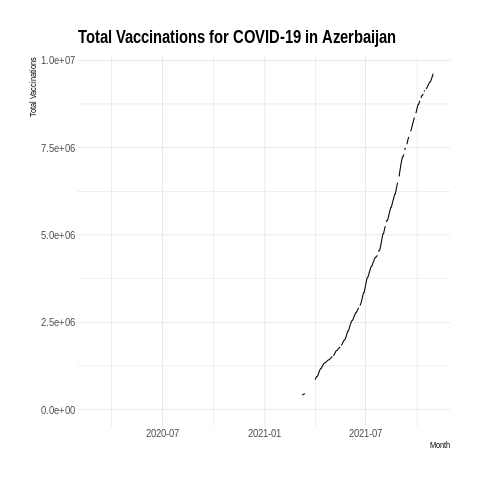 Total Vaccinations for COVID-19 in Azerbaijan
Total Vaccinations
1.0e+07
7.5e+06
5.0e+06
2.5e+06
0.0e+00
2020-07 2021-01 2021-07
Month